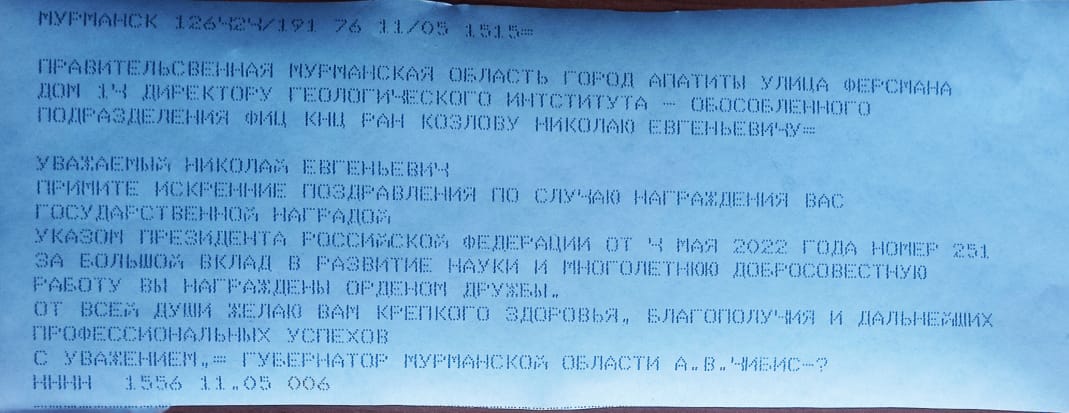 МУРМАНСК 126424/191 76 11/05 1515=
ПРАВИТЕЛЬСВЕННАЯ МУРМАНСКАЯ ОБЛАСТЬ ГОРОД АПАТИТЫ УЛИЦА ФЕРСМАНА
ДОМ 14 ДИРЕКТОРУ ГЕОЛОГИЧЕСКОГО ИНТСТИТУТА - ОБОСОБЛЕННОГО
ПОДРАЗДЕЛЕНИЯ ФИЦ КНЦ РАН КОЗЛОВУ НИКОЛАЮ ЕВГЕНЬЕВИЧУ=
УВАЖАЕМЫЙ НИКОЛАЙ ЕВГЕНЬЕВИЧ
ПРИМИТЕ ИСКРЕННИЕ ПОЗДРАВЛЕНИЯ ПО СЛУЧАЮ НАГРАЖДЕНИЯ ВАС
ГОСУДАРСТВЕННОЙ НАГРАДОЙ
УКАЗОМ ПРЕЗИДЕНТА РОССИЙСКОЙ ФЕДЕРАЦИИ ОТ 4 МАЯ 2022 ГОДА НОМЕР 251
ЗА БОЛЬШОЙ ВКЛАД В РАЗВИТИЕ НАУКИ И МНОГОЛЕТНЮЮ ДОБРОСОВЕСТНУЮ
РАБОТУ ВЫ НАГРАЖДЕНЫ ОРДЕНОМ ДРУЖБЫ.
ОТ ВСЕЙ ДУШИ ЖЕЛАЮ ВАМ КРЕПКОГО ЗДОРОВЬЯ, БЛАГОПОЛУЧИЯ И ДАЛЬНЕЙШИХ
ПРОФЕССИОНАЛЬНЫХ УСПЕХОВ
С УВАЖЕНИЕМ,= ГУБЕРНАТОР МУРМАНСКОЙ ОБЛАСТИ А.В.ЧИБИС-?
НННН 1556 11.05 006